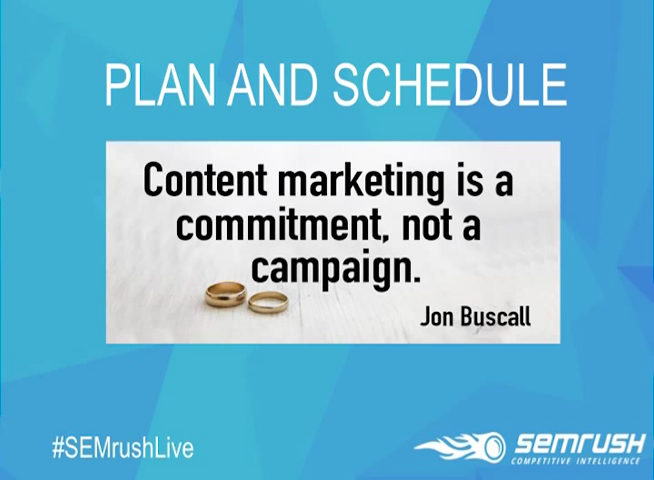 PLAN AND SCHEDULE
Content marketing is a
commitment, not a
campaign.
Jon Buscall
#SEMrushLive
SEMRUSH
COMPETITIVE INTELLIGENCE